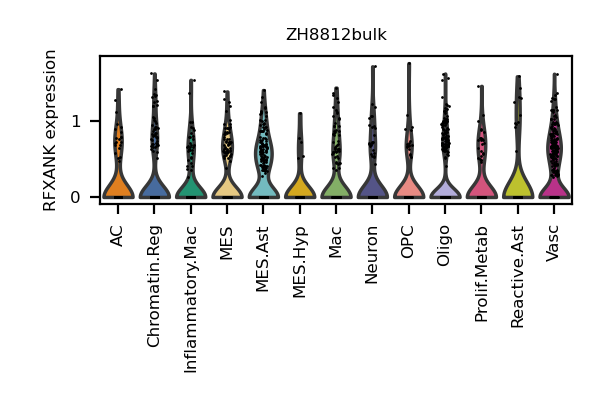 ZH8812bulk
RFXANK expression
1
0
AC
Chromatin.Reg
Inflammatory.Mac
MES
MES.Ast
MES.Hyp
Mac
Neuron
OPC
Oligo
Prolif.Metab
Reactive.Ast
Vasc